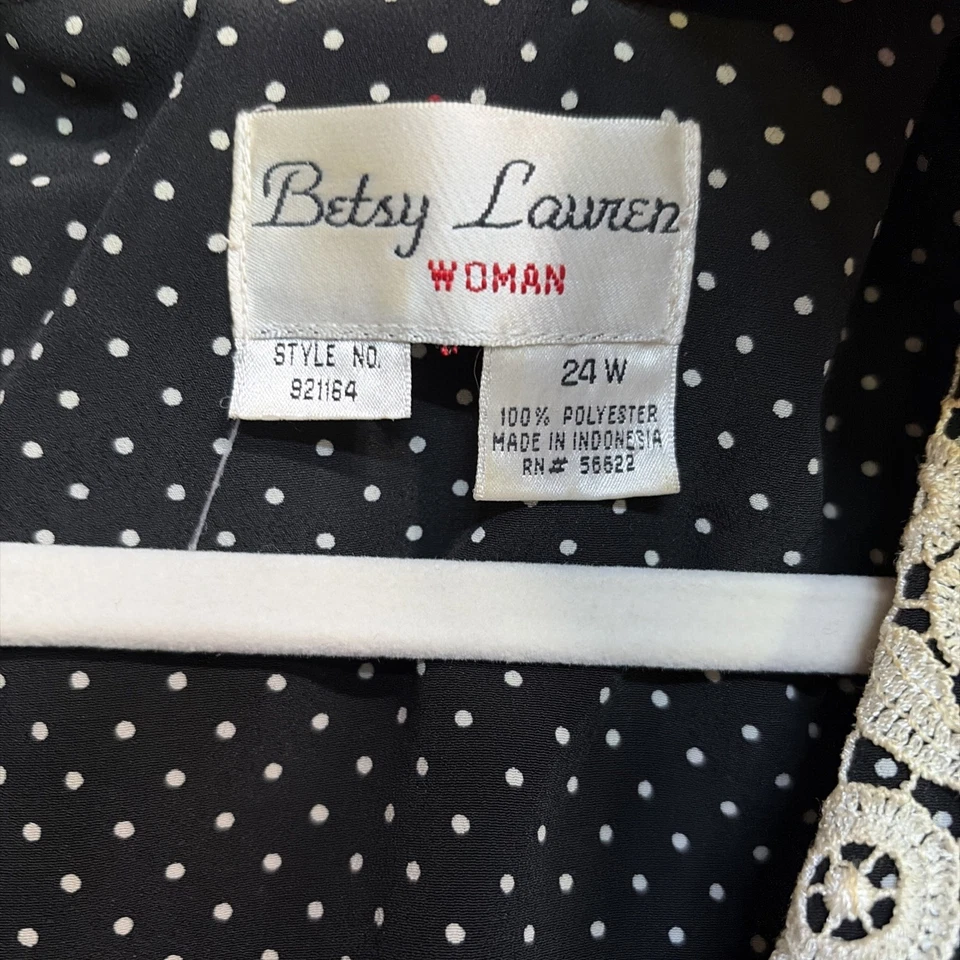 Betsy Lauren
WOMAN
STYLE NO.
921164
24 W
100% POLYESTER
MADE IN INDONESIA
RN# 56622